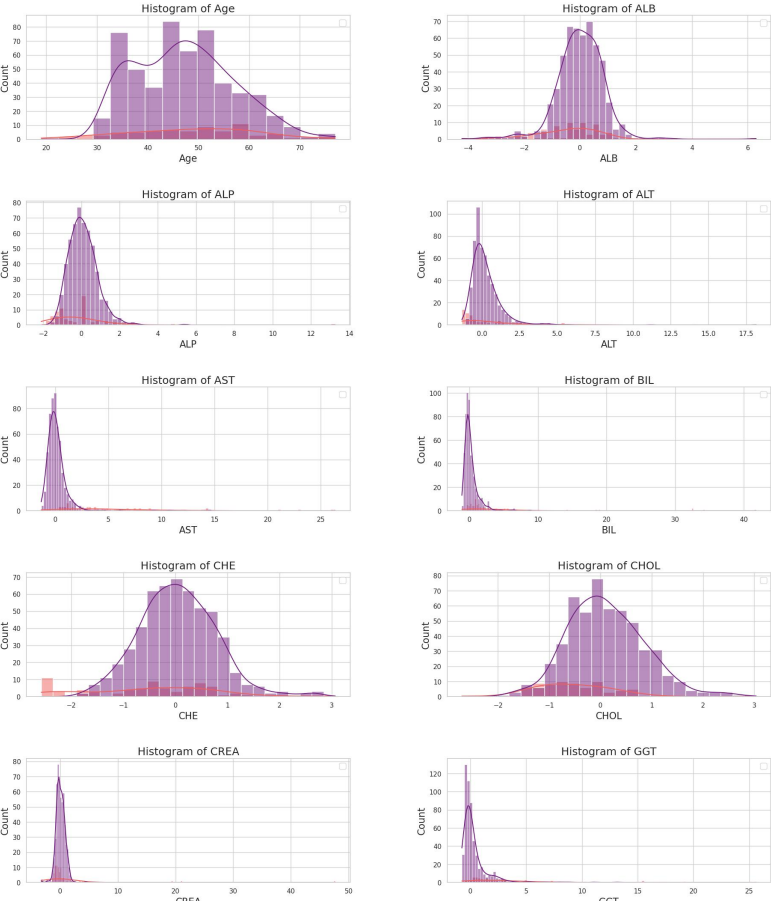 Histogram of Age
Count
80
70
60
50
40
30
20
10
0
20 30 40 50 60 70
Age
Histogram of ALB
Count
70
60
50
40
30
20
10
0
−4 −2 0 2 4 6
ALB
Histogram of ALP
Count
80
70
60
50
40
30
20
10
0
−2 0 2 4 6 8 10 12 14
ALP
Histogram of ALT
Count
100
80
60
40
20
0
0.0 2.5 5.0 7.5 10.0 12.5 15.0 17.5
ALT
Histogram of AST
Count
80
60
40
20
0
0 5 10 15 20 25
AST
Histogram of BIL
Count
100
80
60
40
20
0
0 10 20 30 40
BIL
Histogram of CHE
Count
70
60
50
40
30
20
10
0
−2 −1 0 1 2 3
CHE
Histogram of CHOL
Count
80
70
60
50
40
30
20
10
0
−2 −1 0 1 2 3
CHOL
Histogram of CREA
Count
80
70
60
50
40
30
20
10
0
0 10 20 30 40 50
CREA
Histogram of GGT
Count
120
100
80
60
40
20
0
0 5 10 15 20 25
GGT